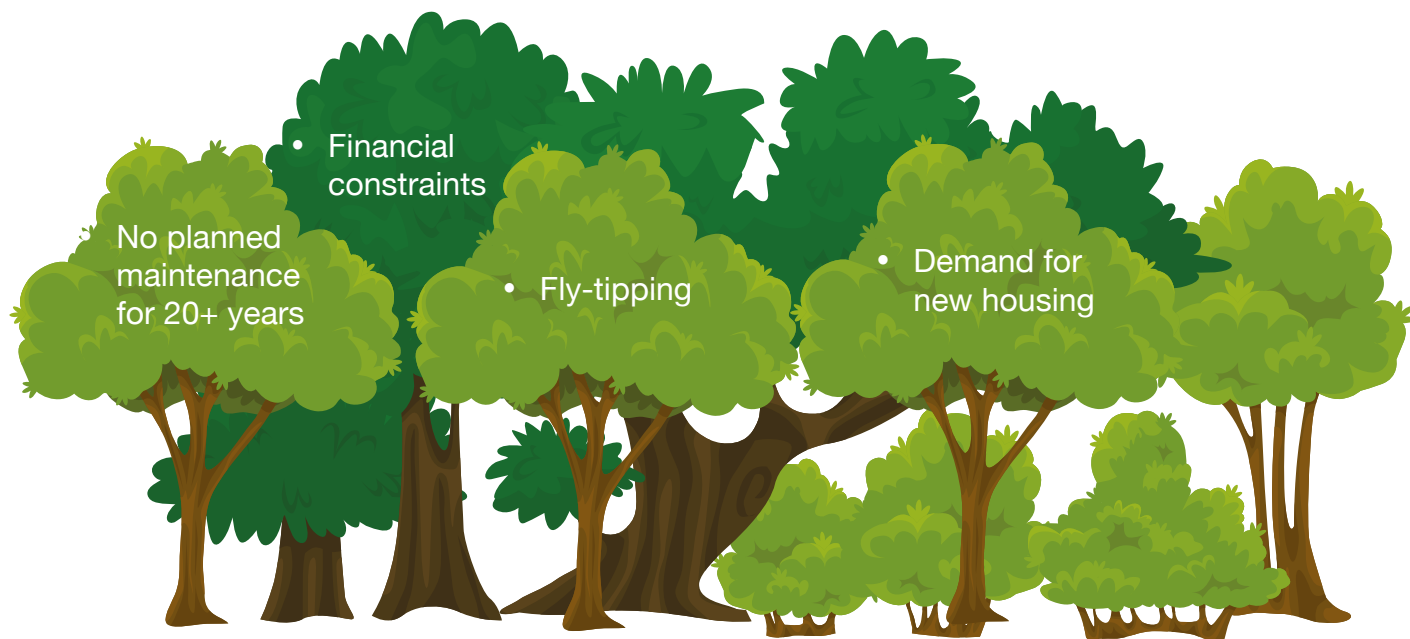 • Financial
constraints
No planned
maintenance
for 20+ years
• Fly-tipping
• Demand for
new housing